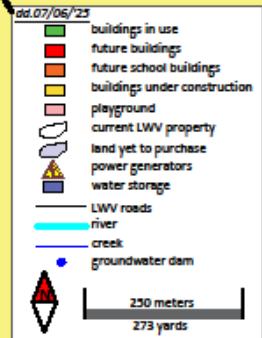 dd.07/06/'25
buildings in use
future buildings
future school buildings
buildings under construction
playground
current LWV property
land yet to purchase
power generators
water storage
LWV roads
river
creek
groundwater dam
N
250 meters
273 yards